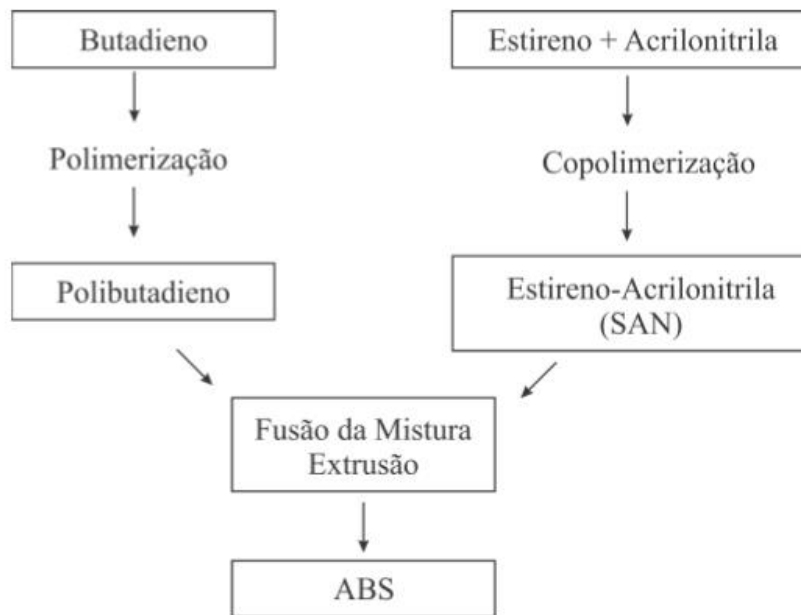 Butadieno
Polimerização
Polibutadieno
Estireno + Acrilonitrila
Copolimerização
Estireno-Acrilonitrila
(SAN)
Fusão da Mistura
Extrusão
ABS